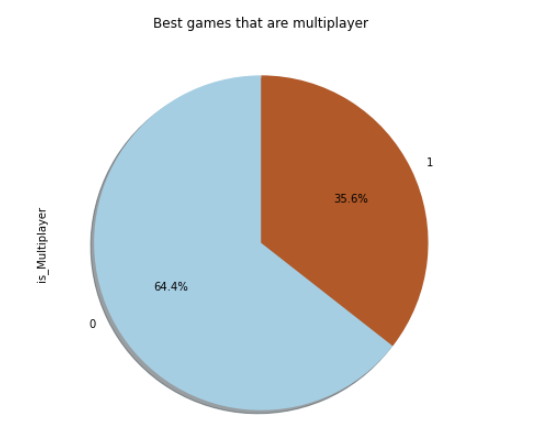 Best games that are multiplayer
1
35.6%
is_Multiplayer
64.4%
0